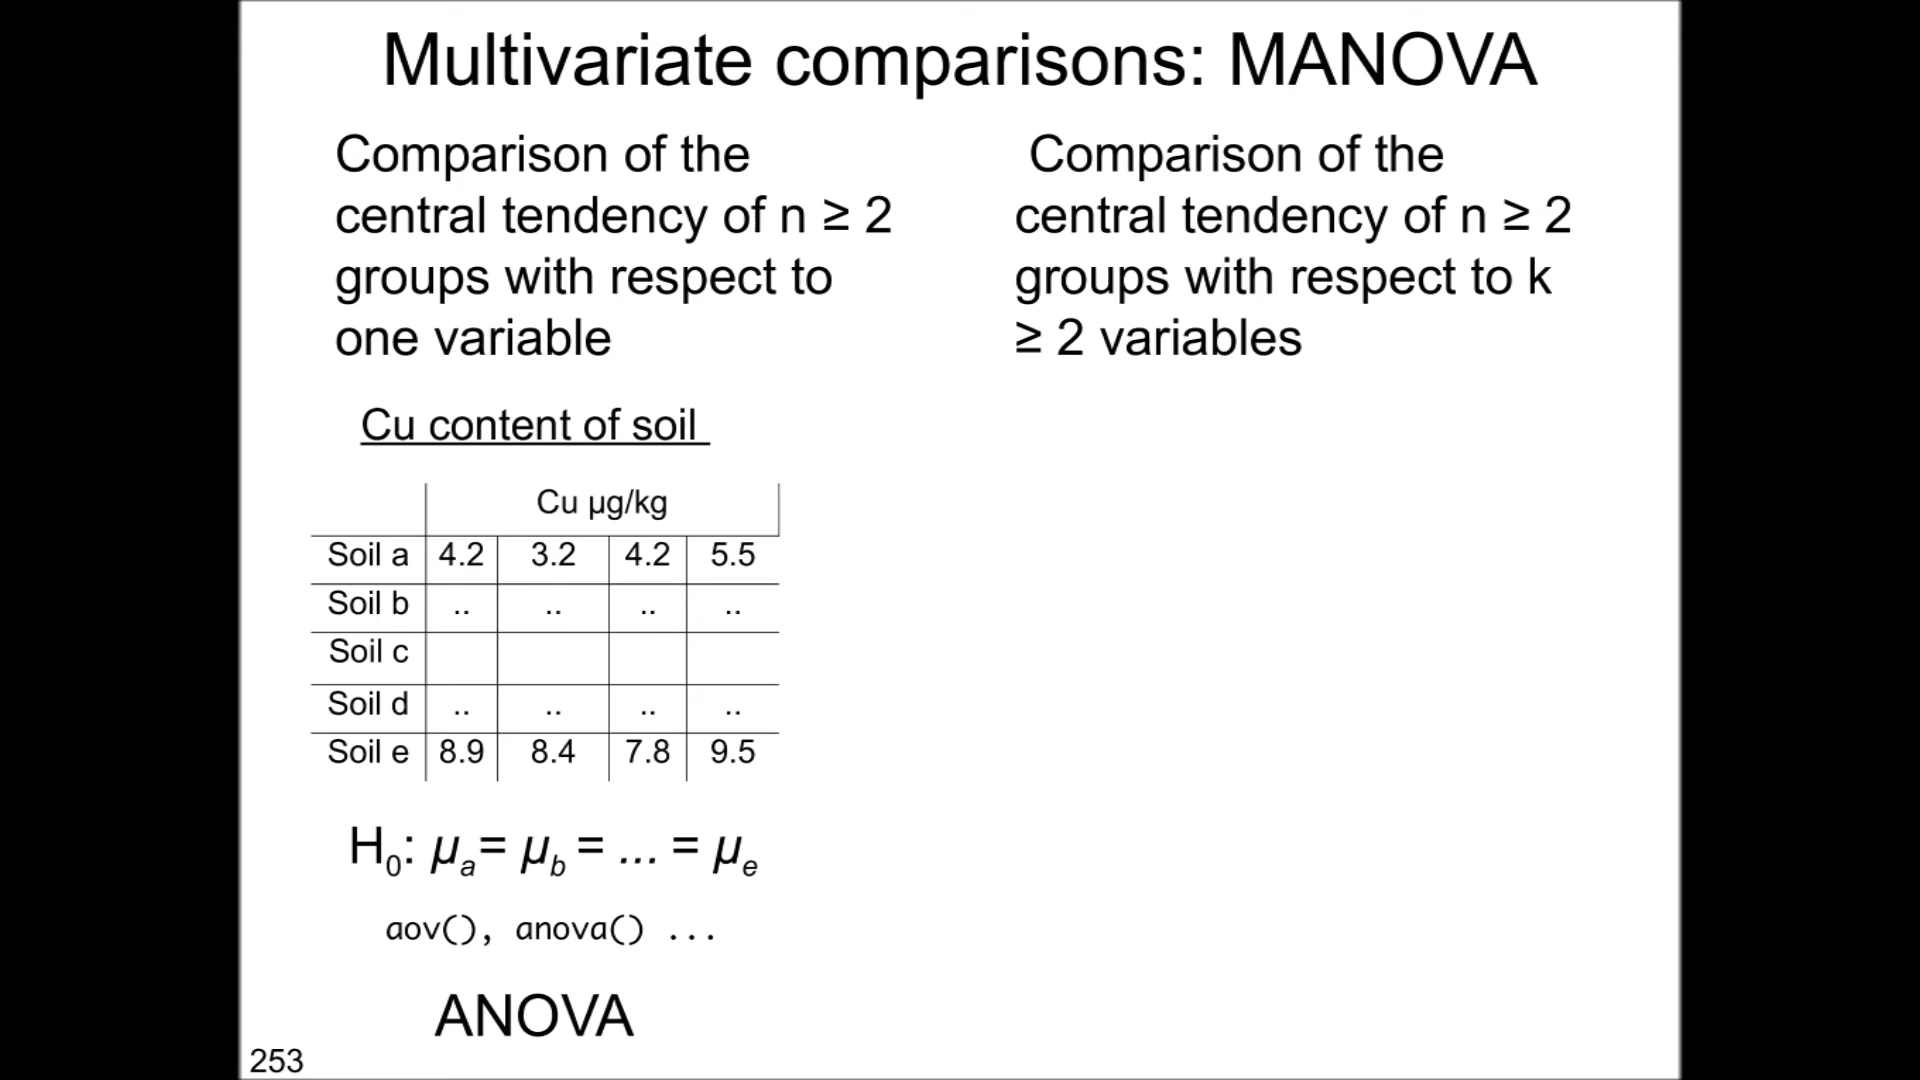 Multivariate comparisons: MANOVA
Comparison of the
central tendency of n ≥ 2
groups with respect to
one variable
Comparison of the
central tendency of n ≥ 2
groups with respect to k
≥ 2 variables
Cu content of soil
Cu µg/kg
Soil a 4.2 3.2 4.2 5.5
Soil b .. .. .. ..
Soil c
Soil d .. .. .. ..
Soil e 8.9 8.4 7.8 9.5
H₀: μₐ = μ_b = ... = μₑ
aov(), anova() ...
ANOVA
253